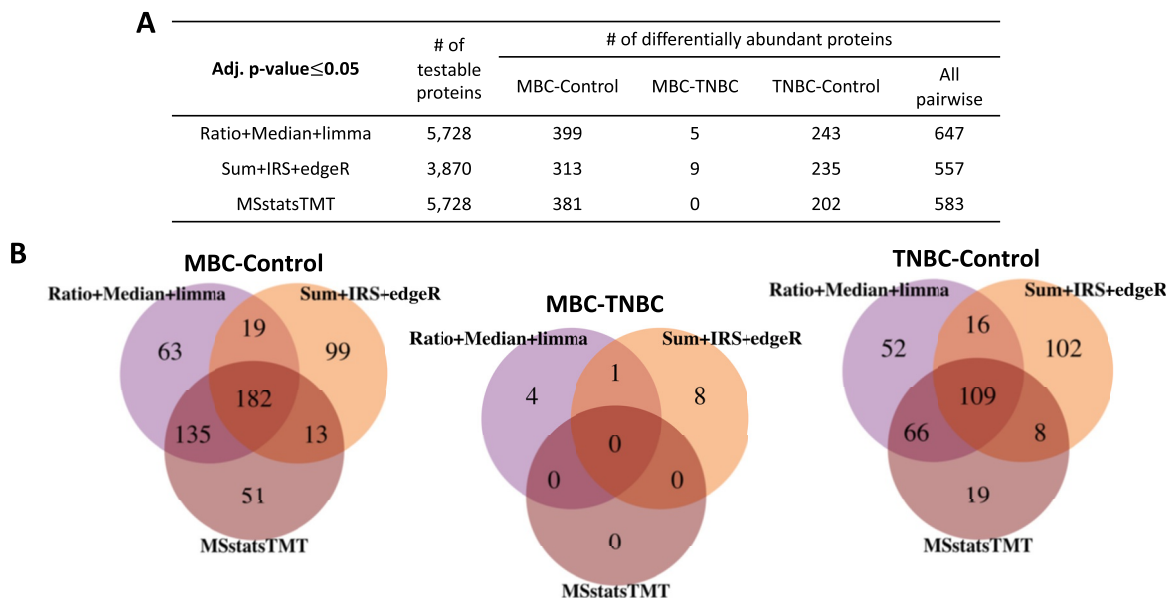 A
Adj. p-value≤0.05
# of
testable
proteins
# of differentially abundant proteins
MBC-Control
MBC-TNBC
TNBC-Control
All
pairwise
Ratio+Median+limma 5,728 399 5 243 647
Sum+IRS+edgeR 3,870 313 9 235 557
MSstatsTMT 5,728 381 0 202 583
B
MBC-Control
Ratio+Median+limma
Sum+IRS+edgeR
19
63
99
182
135
13
51
MSstatsTMT
MBC-TNBC
Ratio+Median+limma
Sum+IRS+edgeR
1
4
8
0
0
0
0
MSstatsTMT
TNBC-Control
Ratio+Median+limma
Sum+IRS+edgeR
16
52
102
109
66
8
19
MSstatsTMT